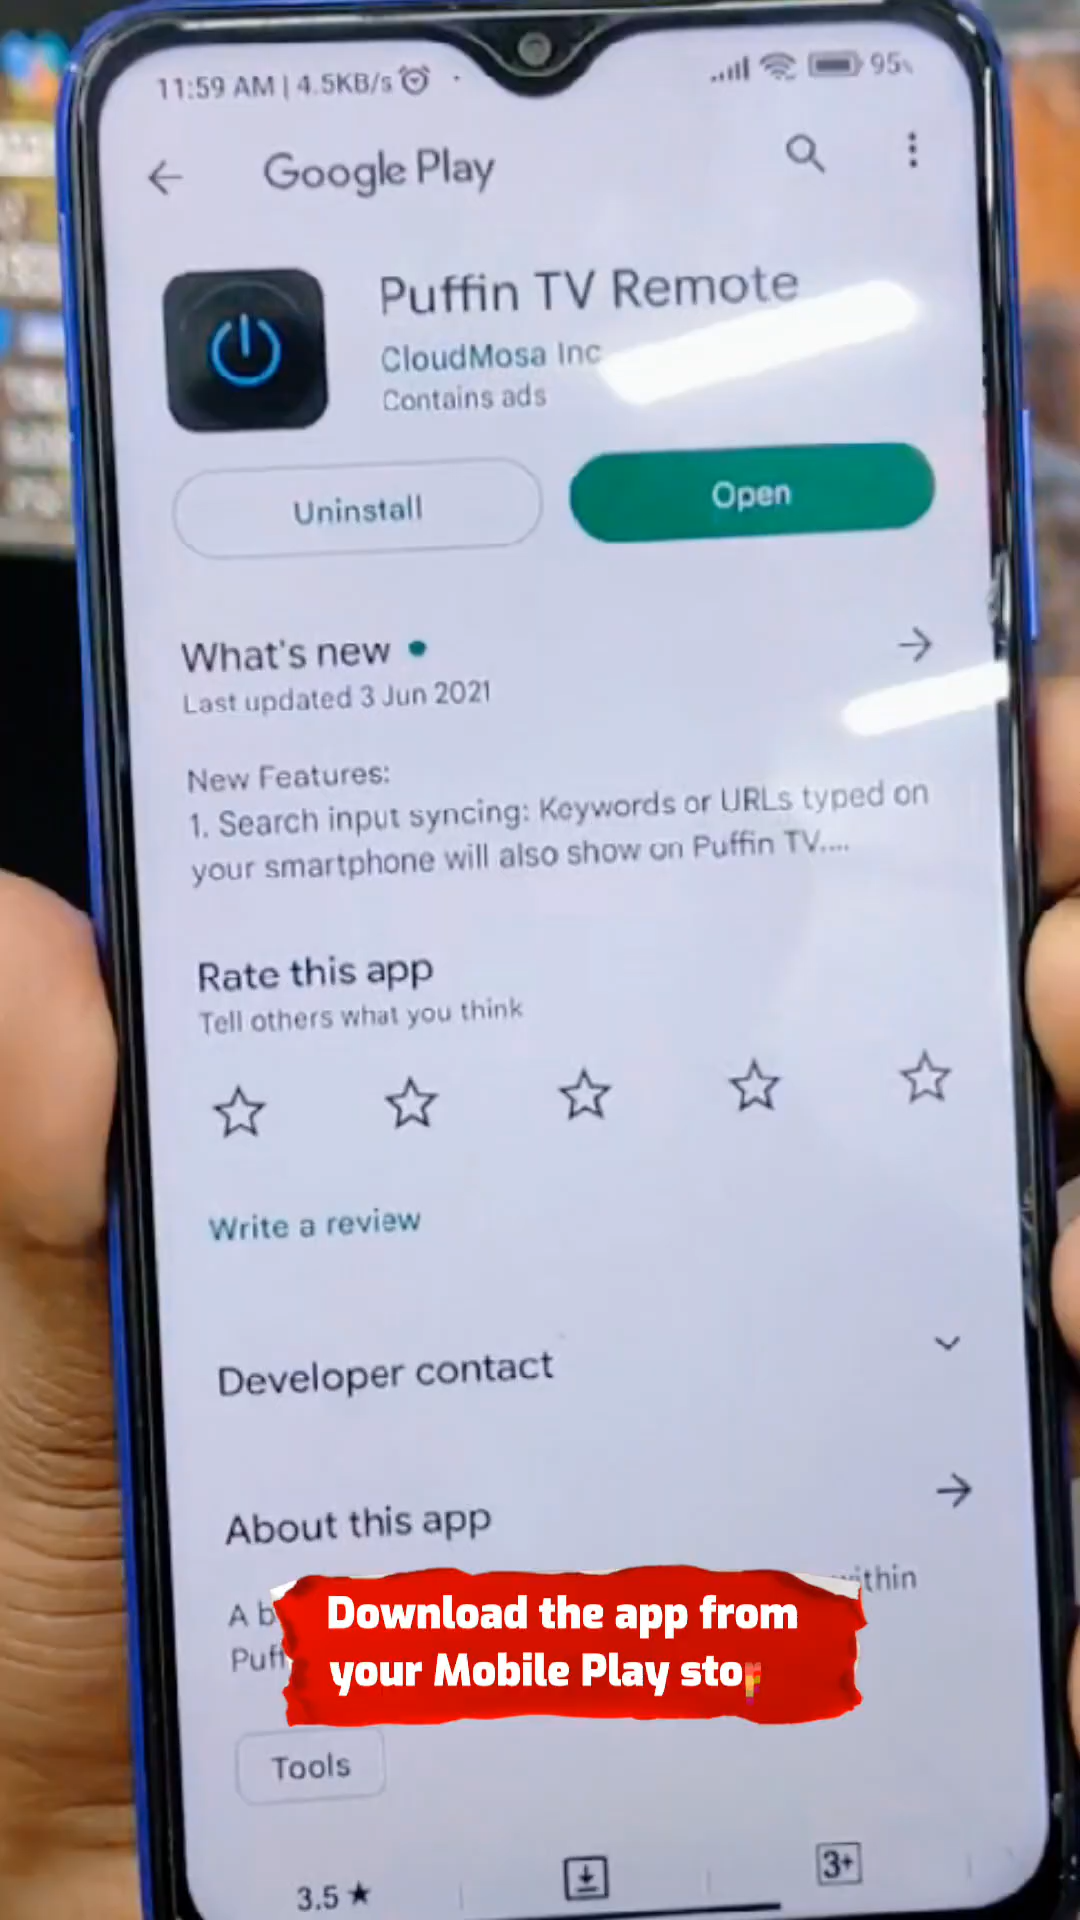 11:59 AM | 4.5KB/s
95%
Google Play
Puffin TV Remote
CloudMosa Inc
Contains ads
Uninstall
Open
What's new
Last updated 3 Jun 2021
New Features:
1. Search input syncing: Keywords or URLs typed on
your smartphone will also show on Puffin TV....
Rate this app
Tell others what you think
Write a review
Developer contact
About this app
A b
within
Puff
Download the app from
your Mobile Play stor
Tools
3.5 ★
3+